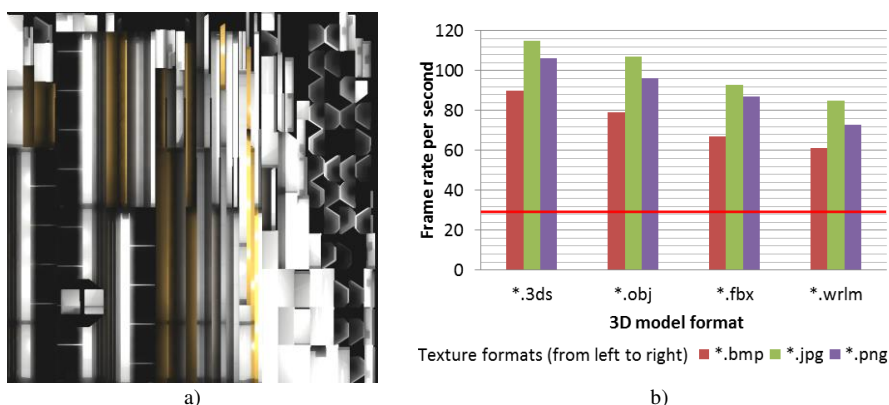 120
100
80
60
40
20
0
Frame rate per second
*.3ds
*.obj
*.fbx
*.wrlm
3D model format
Texture formats (from left to right) *.bmp *.jpg *.png
a)
b)